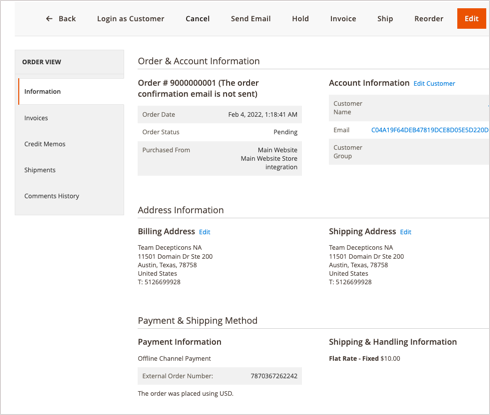 ← Back Login as Customer Cancel Send Email Hold Invoice Ship Reorder Edit
ORDER VIEW
Information
Invoices
Credit Memos
Shipments
Comments History
Order & Account Information
Order # 9000000001 (The order
confirmation email is not sent)
Order Date Feb 4, 2022, 1:18:41 AM
Order Status Pending
Purchased From Main Website
Main Website Store
integration
Account Information Edit Customer
Customer
Name
Email C04A19F64DEB47819DCE8D05E5D220D
Customer
Group
Address Information
Billing Address Edit
Team Decepticons NA
11501 Domain Dr Ste 200
Austin, Texas, 78758
United States
T: 5126699928
Shipping Address Edit
Team Decepticons NA
11501 Domain Dr Ste 200
Austin, Texas, 78758
United States
T: 5126699928
Payment & Shipping Method
Payment Information
Offline Channel Payment
External Order Number: 7870367262242
The order was placed using USD.
Shipping & Handling Information
Flat Rate - Fixed $10.00